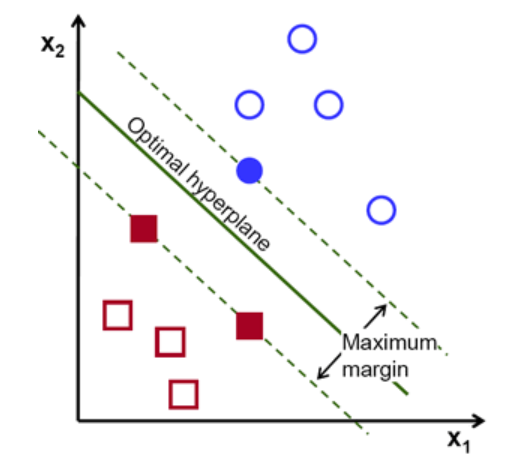 x2
Optimal hyperplane
Maximum
margin
x1